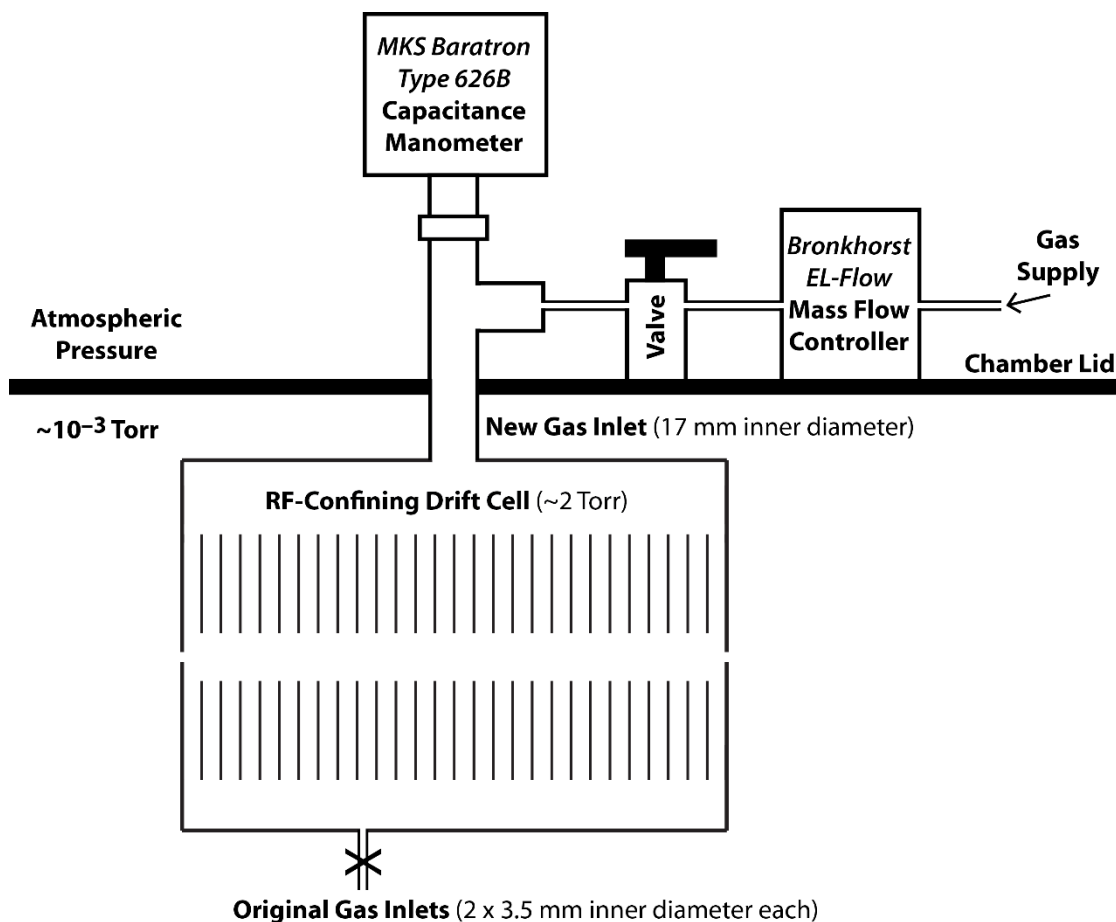 MKS Baratron
Type 626B
Capacitance
Manometer
Bronkhorst
EL-Flow
Mass Flow
Controller
Gas
Supply
Valve
Atmospheric
Pressure
Chamber Lid
~10⁻³ Torr
New Gas Inlet (17 mm inner diameter)
RF-Confining Drift Cell (~2 Torr)
Original Gas Inlets (2 x 3.5 mm inner diameter each)